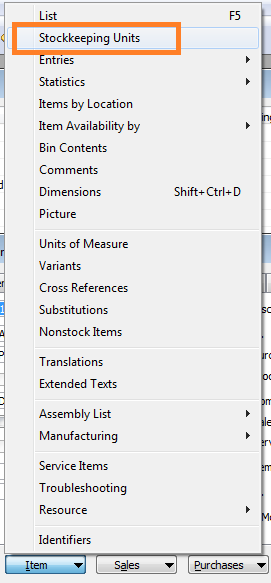 List F5
Stockkeeping Units
Entries
Statistics
Items by Location
Item Availability by
Bin Contents
Comments
Dimensions Shift+Ctrl+D
Picture
Units of Measure
Variants
Cross References
Substitutions
Nonstock Items
Translations
Extended Texts
Assembly List
Manufacturing
Service Items
Troubleshooting
Resource
Identifiers
Item Sales Purchases